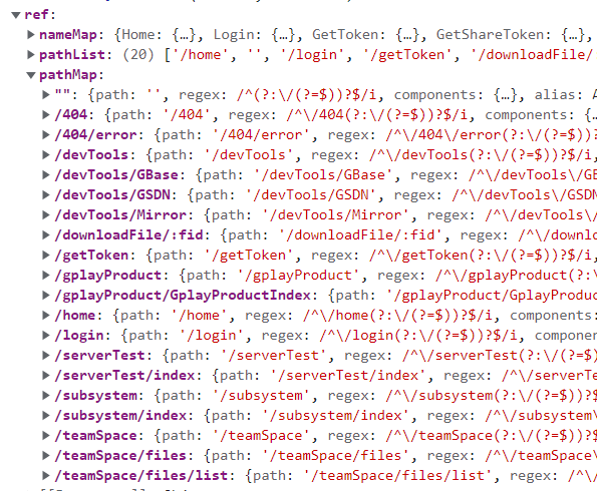 ref:
nameMap: {Home: {…}, Login: {…}, GetToken: {…}, GetShareToken: {…},
pathList: (20) ['/home', '', '/login', '/getToken', '/downloadFile/
pathMap:
"": {path: '', regex: /^(?:\/(?=$))?$/i, components: {…}, alias: A
/404: {path: '/404', regex: /^\/404(?:\/(?=$))?$/i, components: {…
/404/error: {path: '/404/error', regex: /^\/404\/error(?:\/(?=$))?
/devTools: {path: '/devTools', regex: /^\/devTools(?:\/(?=$))?$/i,
/devTools/GBase: {path: '/devTools/GBase', regex: /^\/devTools\/GB
/devTools/GSDN: {path: '/devTools/GSDN', regex: /^\/devTools\/GSDN
/devTools/Mirror: {path: '/devTools/Mirror', regex: /^\/devTools\/
/downloadFile/:fid: {path: '/downloadFile/:fid', regex: /^\/downlo
/getToken: {path: '/getToken', regex: /^\/getToken(?:\/(?=$))?$/i,
/gplayProduct: {path: '/gplayProduct', regex: /^\/gplayProduct(?:
/gplayProduct/GplayProductIndex: {path: '/gplayProduct/GplayProduc
/home: {path: '/home', regex: /^\/home(?:\/(?=$))?$/i, components:
/login: {path: '/login', regex: /^\/login(?:\/(?=$))?$/i, componen
/serverTest: {path: '/serverTest', regex: /^\/serverTest(?:\/(?=$)
/serverTest/index: {path: '/serverTest/index', regex: /^\/serverTe
/subsystem: {path: '/subsystem', regex: /^\/subsystem(?:\/(?=$))?$
/subsystem/index: {path: '/subsystem/index', regex: /^\/subsystem\
/teamSpace: {path: '/teamSpace', regex: /^\/teamSpace(?:\/(?=$))?$
/teamSpace/files: {path: '/teamSpace/files', regex: /^\/teamSpace\
/teamSpace/files/list: {path: '/teamSpace/files/list', regex: /^\/